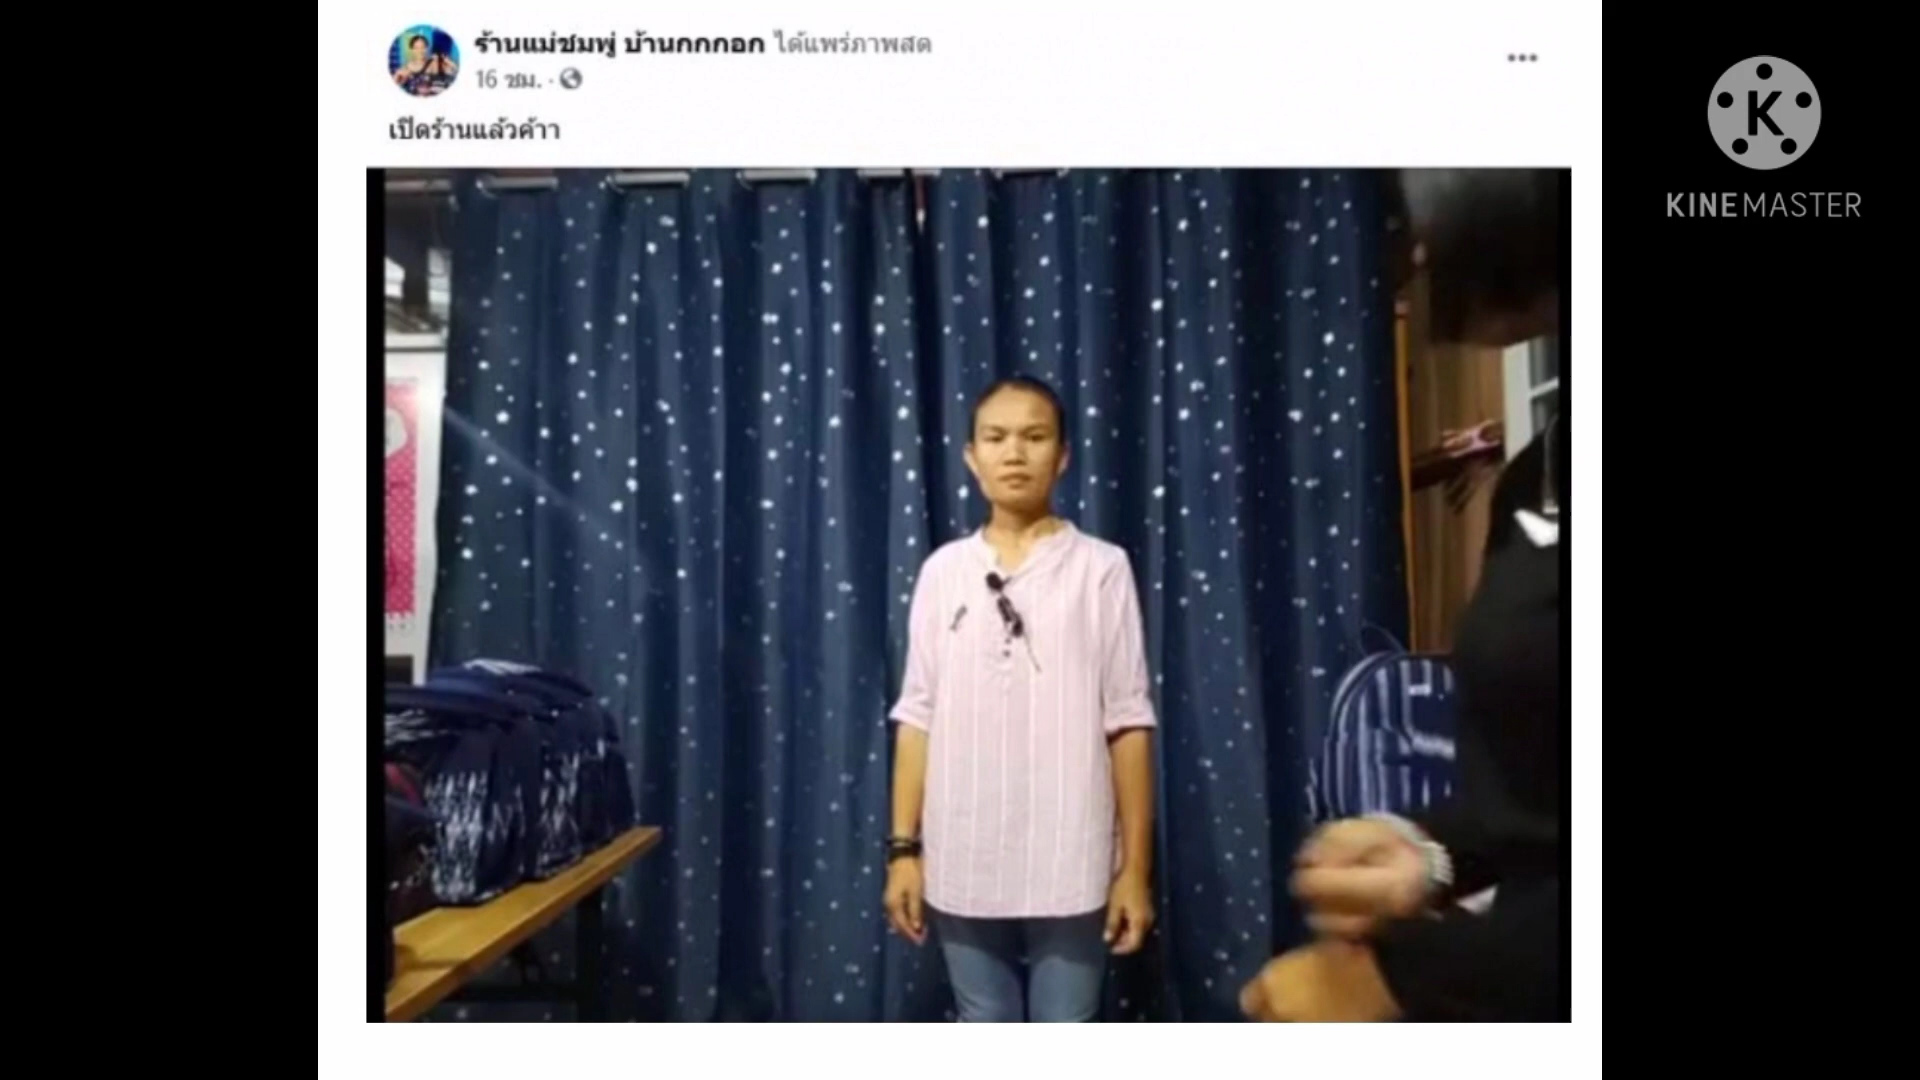 ร้านแม่ชมพู่ บ้านกกกอก ได้แพร่ภาพสด
16 ชม. ·
เปิดร้านแล้วค้าา
K
KINEMASTER